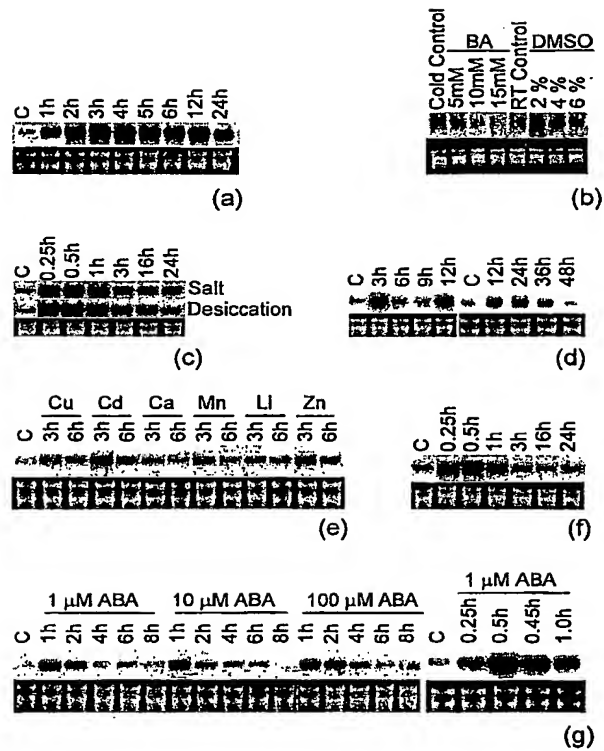 C 1h 2h 3h 4h 5h 6h 12h 24h
(a)
BA DMSO
Cold Control 5mM 10mM 15mM RT Control 2 % 4 % 6 %
(b)
C 0.25h 0.5h 1h 3h 16h 24h
Salt
Desiccation
(c)
C 3h 6h 9h 12h C 12h 24h 36h 48h
(d)
Cu Cd Ca Mn Li Zn
C 3h 6h 3h 6h 3h 6h 3h 6h 3h 6h 3h 6h
(e)
C 0.25h 0.5h 1h 3h 16h 24h
(f)
1 μM ABA 10 μM ABA 100 μM ABA
C 1h 2h 4h 6h 8h 1h 2h 4h 6h 8h 1h 2h 4h 6h 8h
1 μM ABA
C 0.25h 0.5h 0.45h 1.0h
(g)